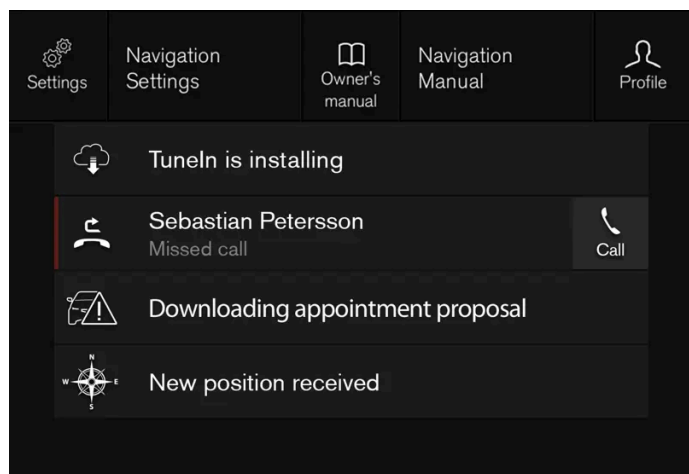 Settings
Navigation
Settings
Owner's
manual
Navigation
Manual
Profile
TuneIn is installing
Sebastian Petersson
Missed call
Call
Downloading appointment proposal
N
W E
S
New position received